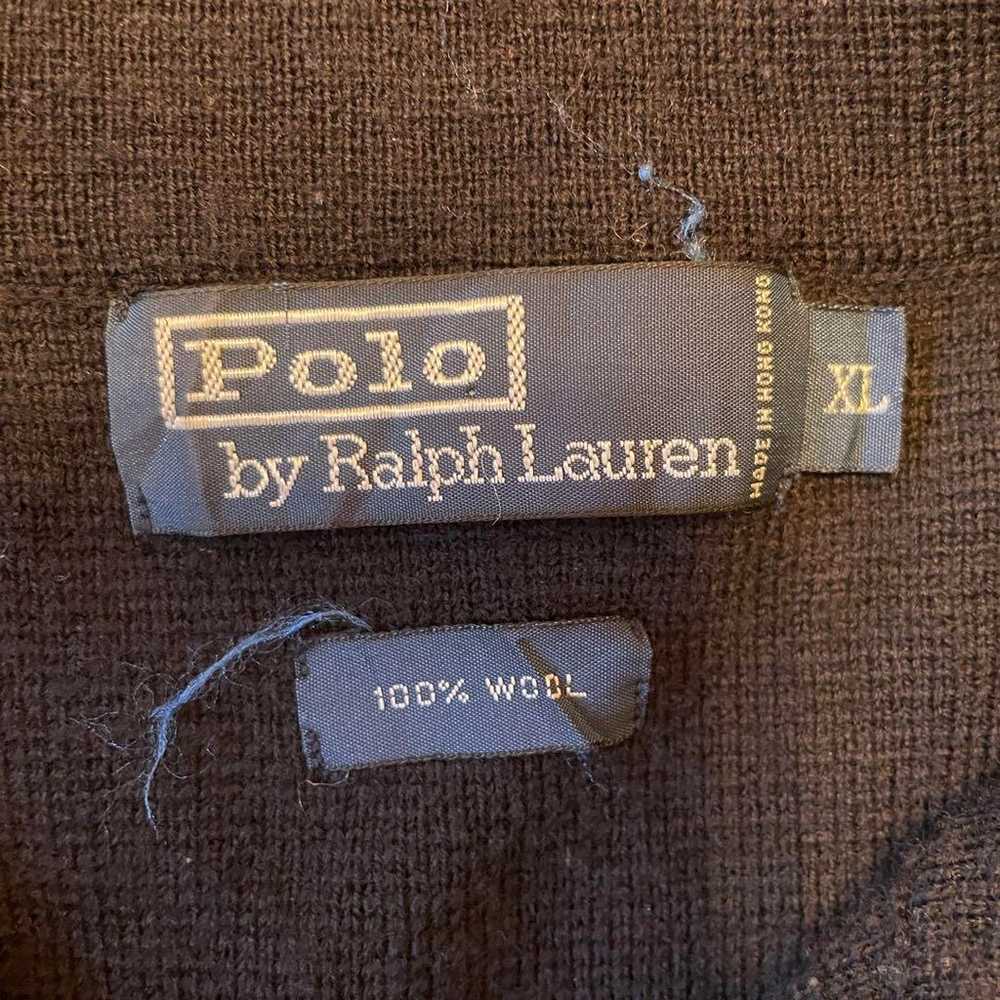 Polo
by Ralph Lauren
MADE IN HONG KONG
XL
100% WOOL